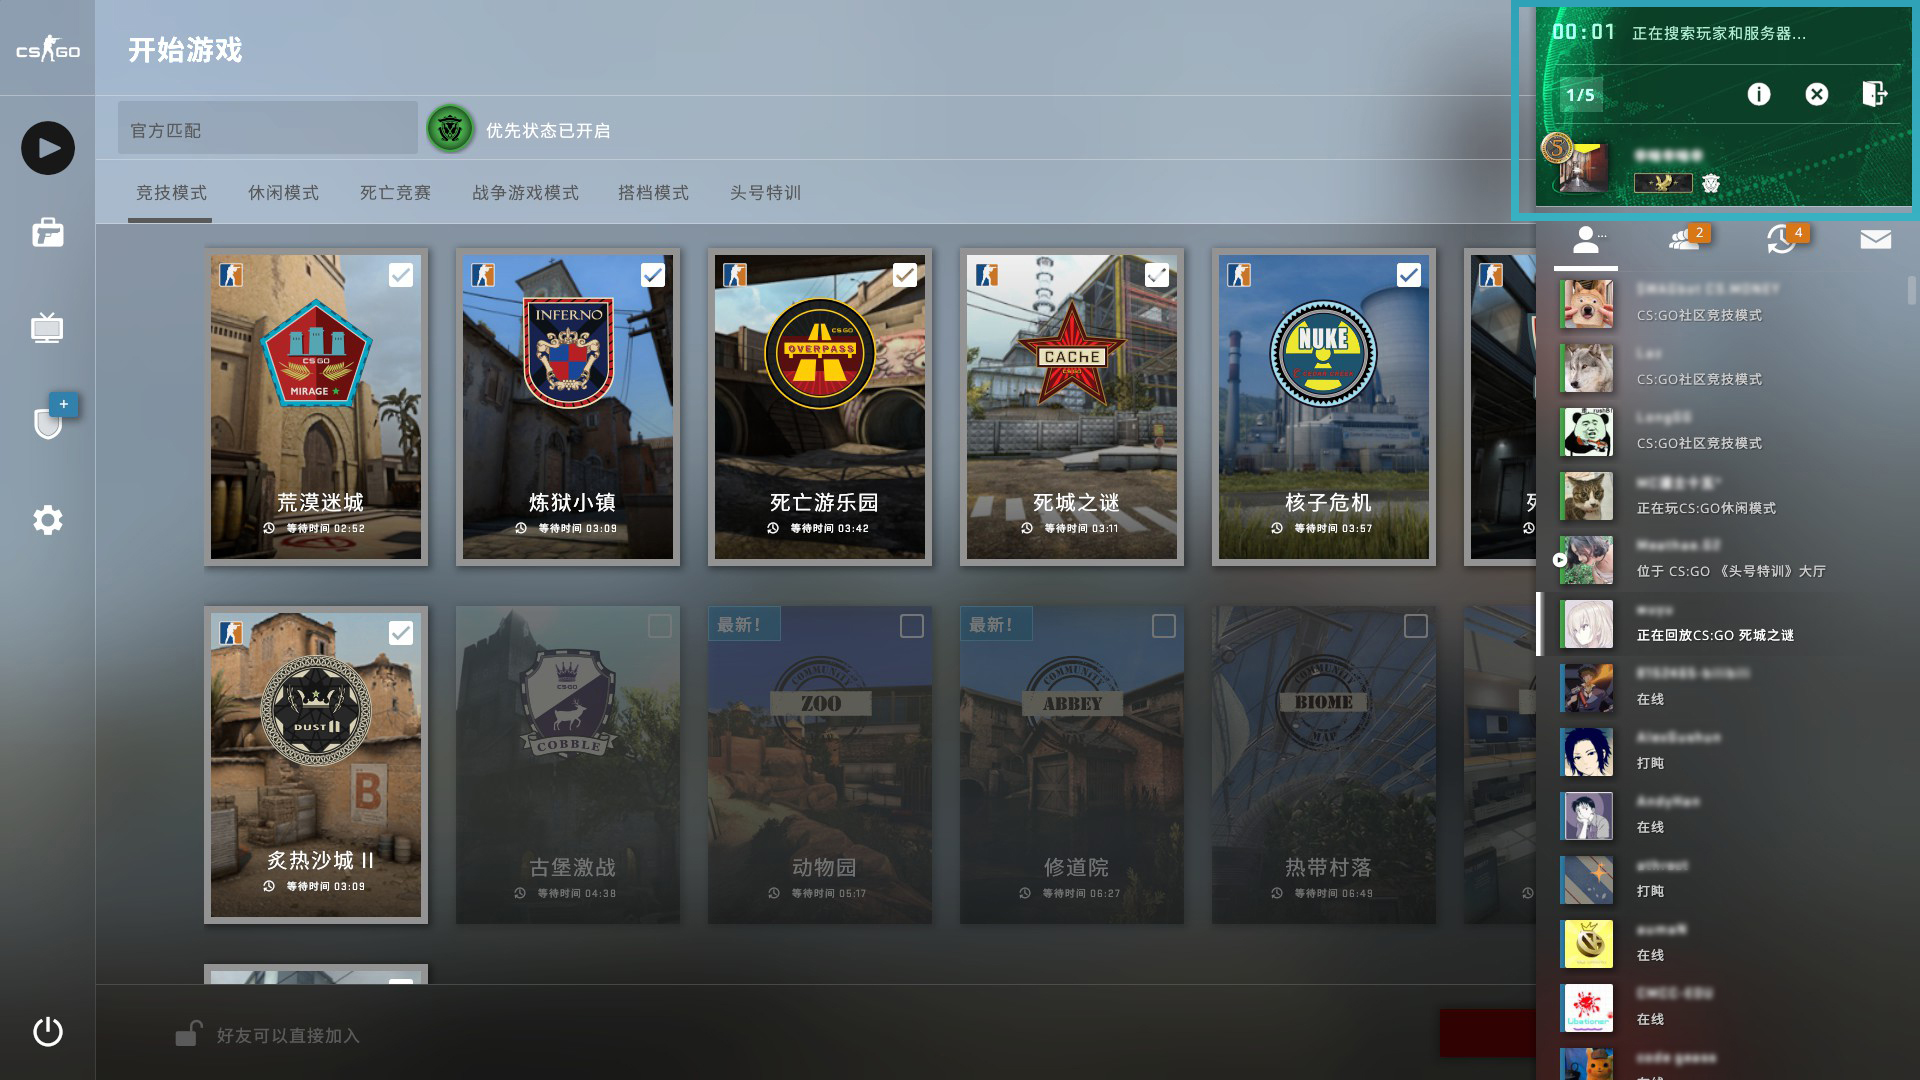 CS GO
开始游戏
官方匹配
优先状态已开启
竞技模式
休闲模式
死亡竞赛
战争游戏模式
搭档模式
头号特训
CS GO
MIRAGE
荒漠迷城
等待时间 02:52
INFERNO
炼狱小镇
等待时间 03:09
CS GO
OVERPASS
死亡游乐园
等待时间 03:42
CAChE
CSGO
死城之谜
等待时间 03:11
NUKE
核子危机
等待时间 03:57
DUST II
B
炙热沙城 II
等待时间 03:09
CS GO
COBBLE
古堡激战
等待时间 04:38
最新！
COMMUNITY
ZOO
MAP
动物园
等待时间 05:17
最新！
COMMUNITY
ABBEY
修道院
等待时间 06:27
COMMUNITY
BIOME
MAP
热带村落
等待时间 06:49
好友可以直接加入
00:01
正在搜索玩家和服务器...
1/5
5
...
2
4
CS:GO社区竞技模式
CS:GO社区竞技模式
CS:GO社区竞技模式
正在玩CS:GO休闲模式
位于 CS:GO 《头号特训》大厅
正在回放CS:GO 死城之谜
在线
打盹
在线
打盹
在线
在线